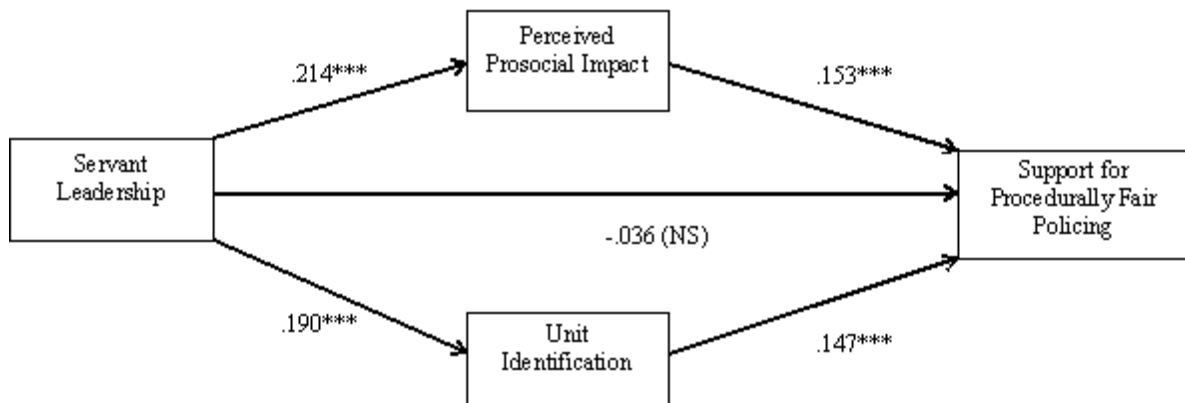 Perceived
Prosocial Impact
.214***
.153***
Servant
Leadership
Support for
Procedurally Fair
Policing
-.036 (NS)
.190***
Unit
Identification
.147***